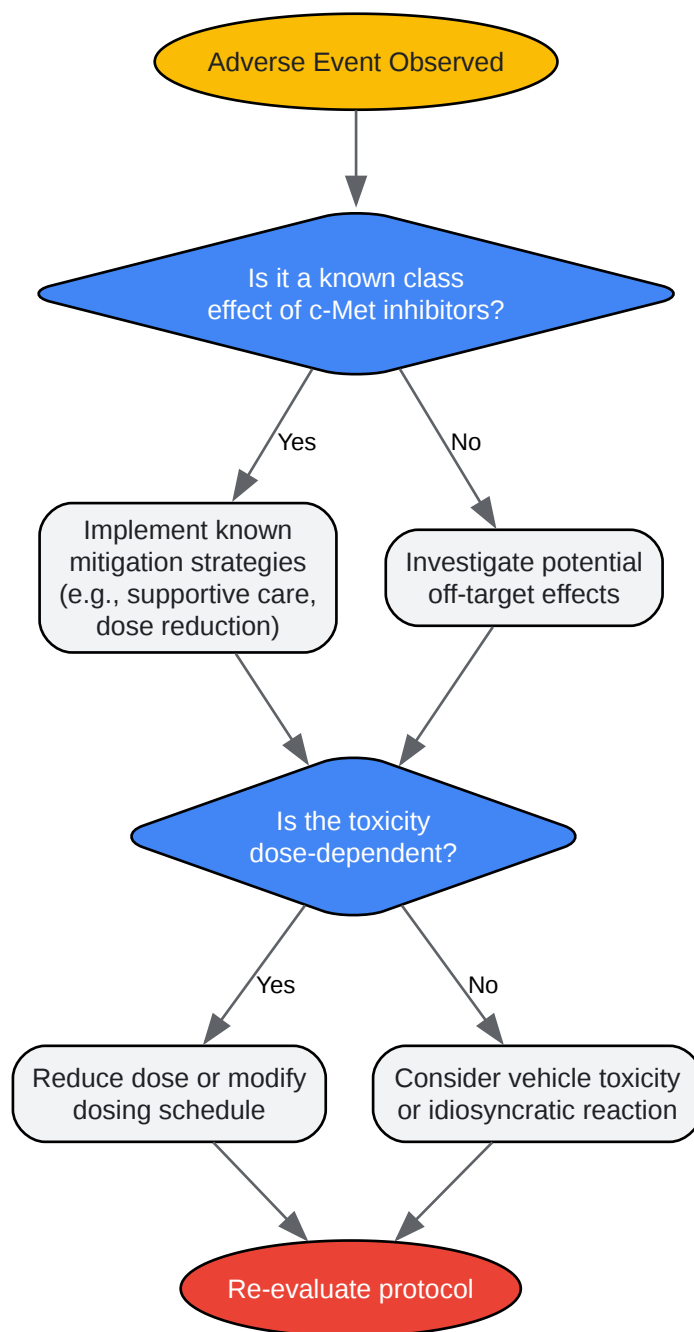 Adverse Event Observed
Is it a known class
effect of c-Met inhibitors?
Yes
No
Implement known
mitigation strategies
(e.g., supportive care,
dose reduction)
Investigate potential
off-target effects
Is the toxicity
dose-dependent?
Yes
No
Reduce dose or modify
dosing schedule
Consider vehicle toxicity
or idiosyncratic reaction
Re-evaluate protocol